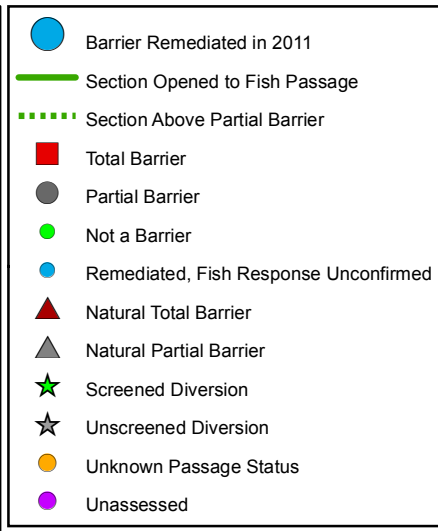 Barrier Remediated in 2011
Section Opened to Fish Passage
Section Above Partial Barrier
Total Barrier
Partial Barrier
Not a Barrier
Remediated, Fish Response Unconfirmed
Natural Total Barrier
Natural Partial Barrier
Screened Diversion
Unscreened Diversion
Unknown Passage Status
Unassessed